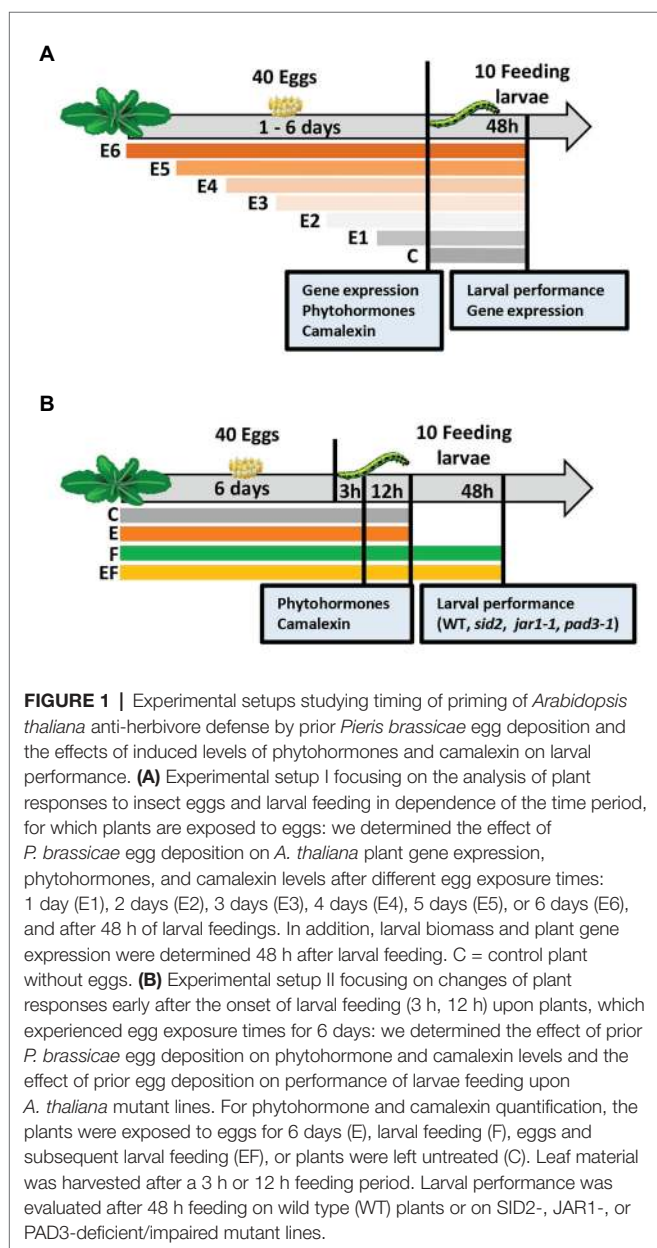 A
40 Eggs
10 Feeding
larvae
1 - 6 days
48h
E6
E5
E4
E3
E2
E1
C
Gene expression
Phytohormones
Camalexin
Larval performance
Gene expression
B
40 Eggs
10 Feeding
larvae
6 days
3h
12h
48h
C
E
F
EF
Phytohormones
Camalexin
Larval performance
(WT, sid2, jar1-1, pad3-1)
FIGURE 1 | Experimental setups studying timing of priming of Arabidopsis
thaliana anti-herbivore defense by prior Pieris brassicae egg deposition and
the effects of induced levels of phytohormones and camalexin on larval
performance. (A) Experimental setup I focusing on the analysis of plant
responses to insect eggs and larval feeding in dependence of the time period,
for which plants are exposed to eggs: we determined the effect of
P. brassicae egg deposition on A. thaliana plant gene expression,
phytohormones, and camalexin levels after different egg exposure times:
1 day (E1), 2 days (E2), 3 days (E3), 4 days (E4), 5 days (E5), or 6 days (E6),
and after 48 h of larval feedings. In addition, larval biomass and plant gene
expression were determined 48 h after larval feeding. C = control plant
without eggs. (B) Experimental setup II focusing on changes of plant
responses early after the onset of larval feeding (3 h, 12 h) upon plants, which
experienced egg exposure times for 6 days: we determined the effect of prior
P. brassicae egg deposition on phytohormone and camalexin levels and the
effect of prior egg deposition on performance of larvae feeding upon
A. thaliana mutant lines. For phytohormone and camalexin quantification, the
plants were exposed to eggs for 6 days (E), larval feeding (F), eggs and
subsequent larval feeding (EF), or plants were left untreated (C). Leaf material
was harvested after a 3 h or 12 h feeding period. Larval performance was
evaluated after 48 h feeding on wild type (WT) plants or on SID2-, JAR1-, or
PAD3-deficient/impaired mutant lines.